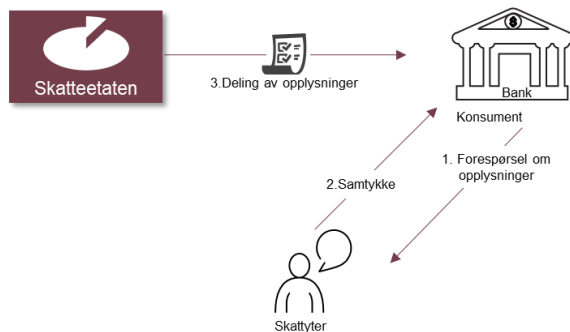 Skatteetaten
3.Deling av opplysninger
$
Bank
Konsument
1. Forespørsel om
opplysninger
2.Samtykke
Skattyter